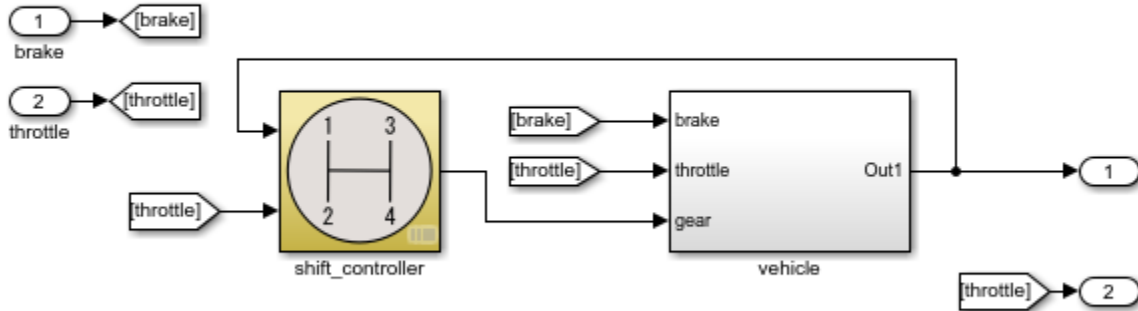 1
[brake]
brake
2
[throttle]
throttle
[throttle]
1 3
2 4
shift_controller
[brake]
[throttle]
brake
throttle
gear
Out1
vehicle
1
[throttle]
2